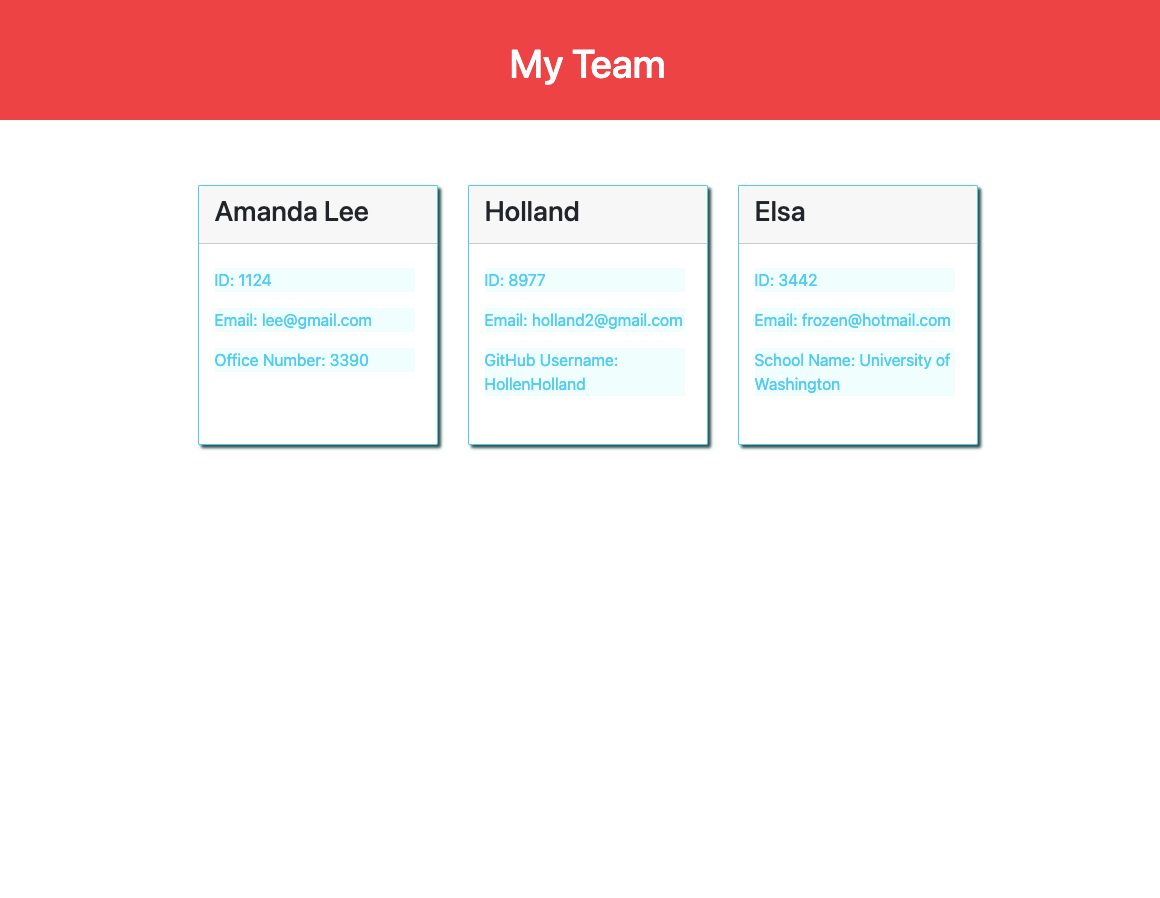 My Team
Amanda Lee
ID: 1124
Email: lee@gmail.com
Office Number: 3390
Holland
ID: 8977
Email: holland2@gmail.com
GitHub Username:
HollenHolland
Elsa
ID: 3442
Email: frozen@hotmail.com
School Name: University of
Washington